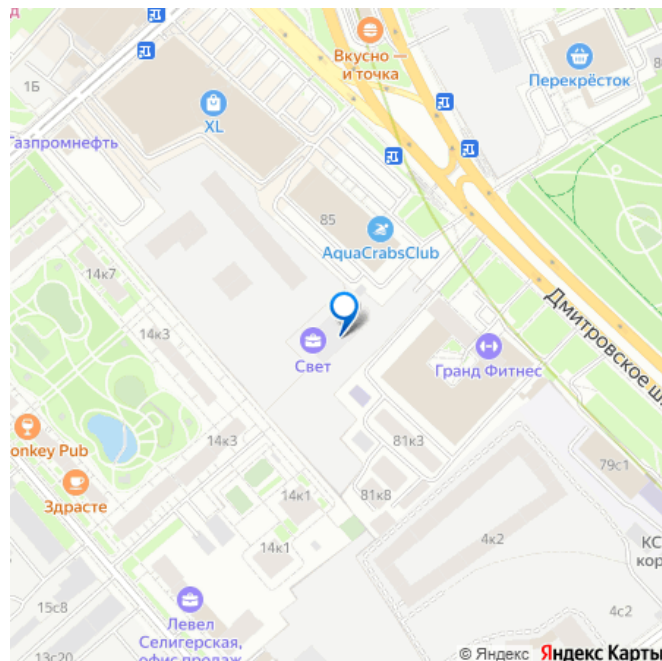 Вкусно —
и точка
Перекрёсток
1Б
XL
Газпромнефть
85
AquaCrabsClub
14к7
14к3
Свет
Гранд Фитнес
Дмитровское ш
onkey Pub
14к3
81к3
Здрасте
14к1
81к8
79с1
14к1
4к2
КС
кор
15с8
Левел
Селигерская,
офис продаж
4с2
13с20
© Яндекс Яндекс Карты